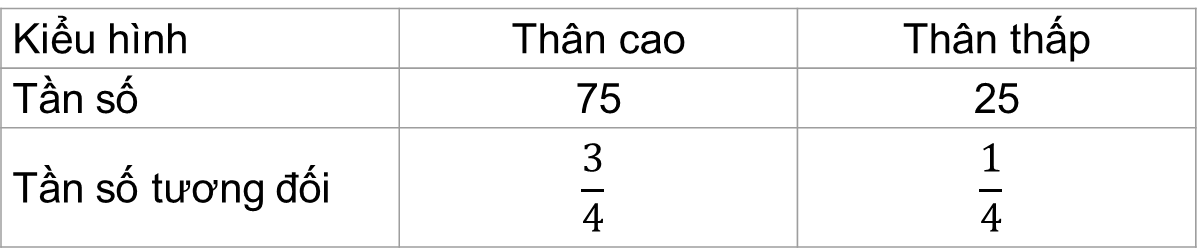 Kiểu hình Thân cao Thân thấp
Tần số 75 25
Tần số tương đối 3/4 1/4